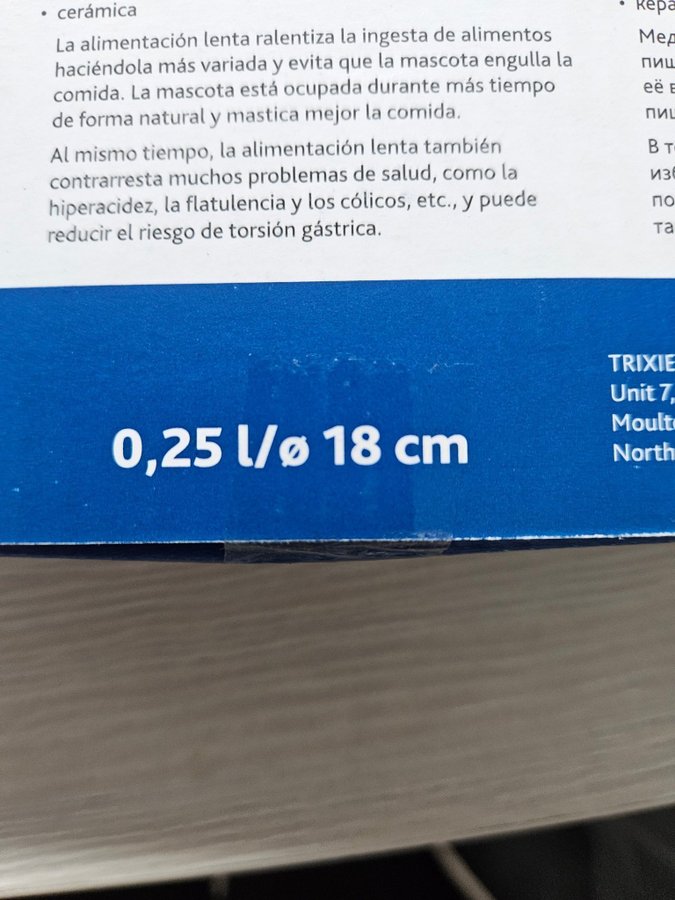 • cerámica
La alimentación lenta ralentiza la ingesta de alimentos
haciéndola más variada y evita que la mascota engulla la
comida. La mascota está ocupada durante más tiempo
de forma natural y mastica mejor la comida.
Al mismo tiempo, la alimentación lenta también
contrarresta muchos problemas de salud, como la
hiperacidez, la flatulencia y los cólicos, etc., y puede
reducir el riesgo de torsión gástrica.
0,25 l/ø 18 cm
её
В
TRIXIE
Unit 7,
North